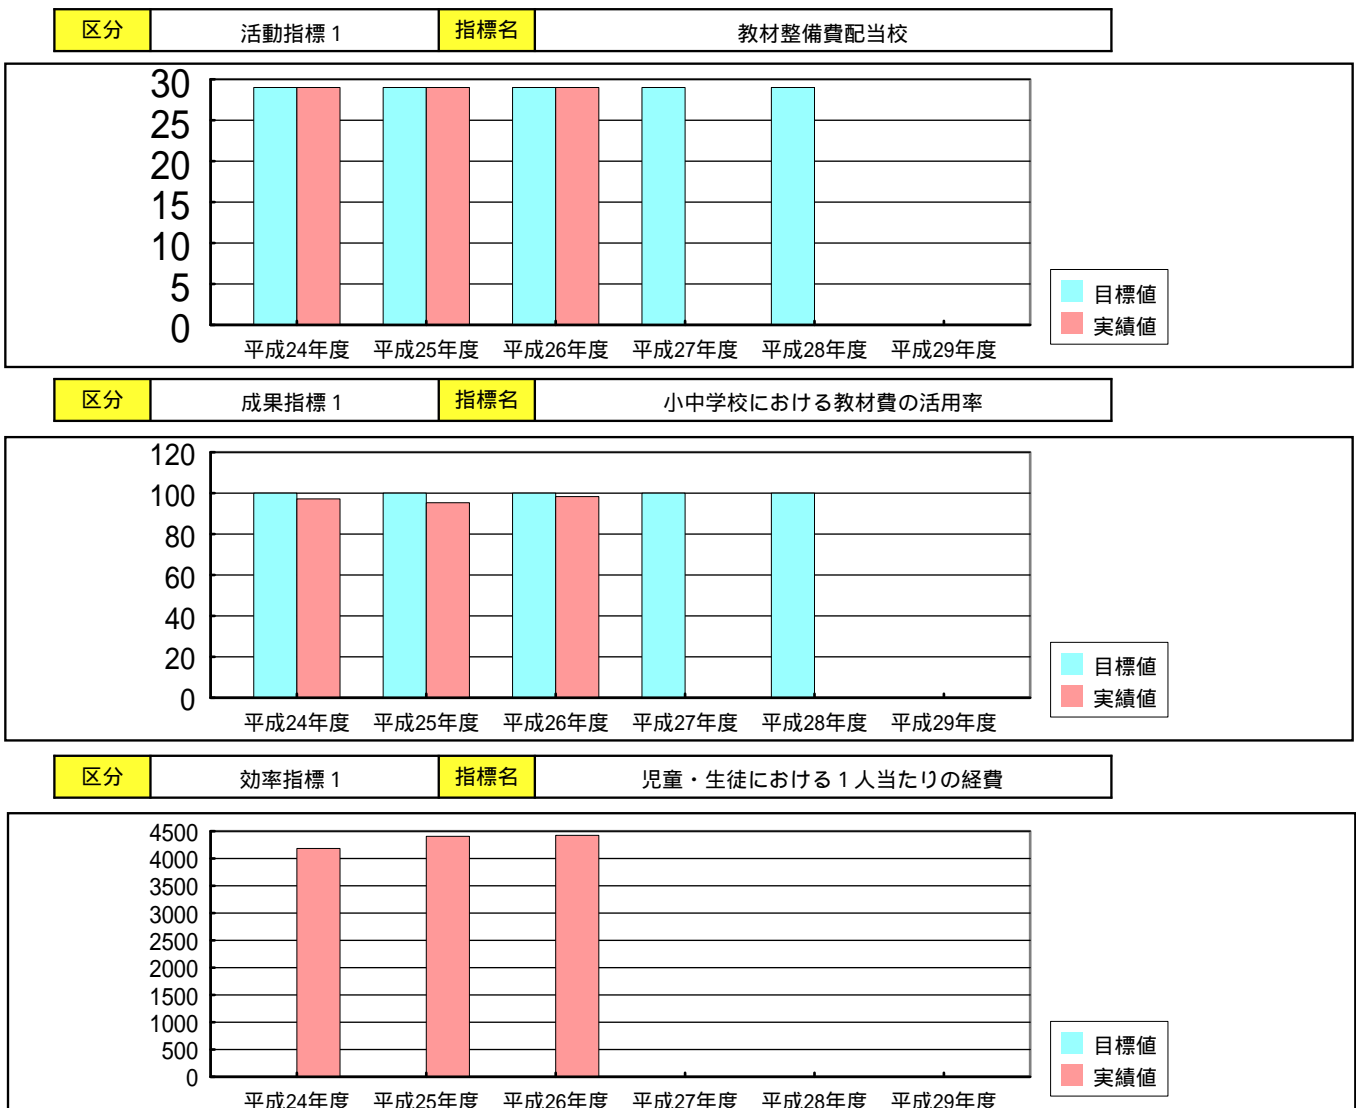 区分 活動指標1 指標名 教材整備費配当校
30
25
20
15
10
5
0
平成24年度 平成25年度 平成26年度 平成27年度 平成28年度 平成29年度
目標値
実績値
区分 成果指標1 指標名 小中学校における教材費の活用率
120
100
80
60
40
20
0
平成24年度 平成25年度 平成26年度 平成27年度 平成28年度 平成29年度
目標値
実績値
区分 効率指標1 指標名 児童・生徒における1人当たりの経費
4500
4000
3500
3000
2500
2000
1500
1000
500
0
平成24年度 平成25年度 平成26年度 平成27年度 平成28年度 平成29年度
目標値
実績値